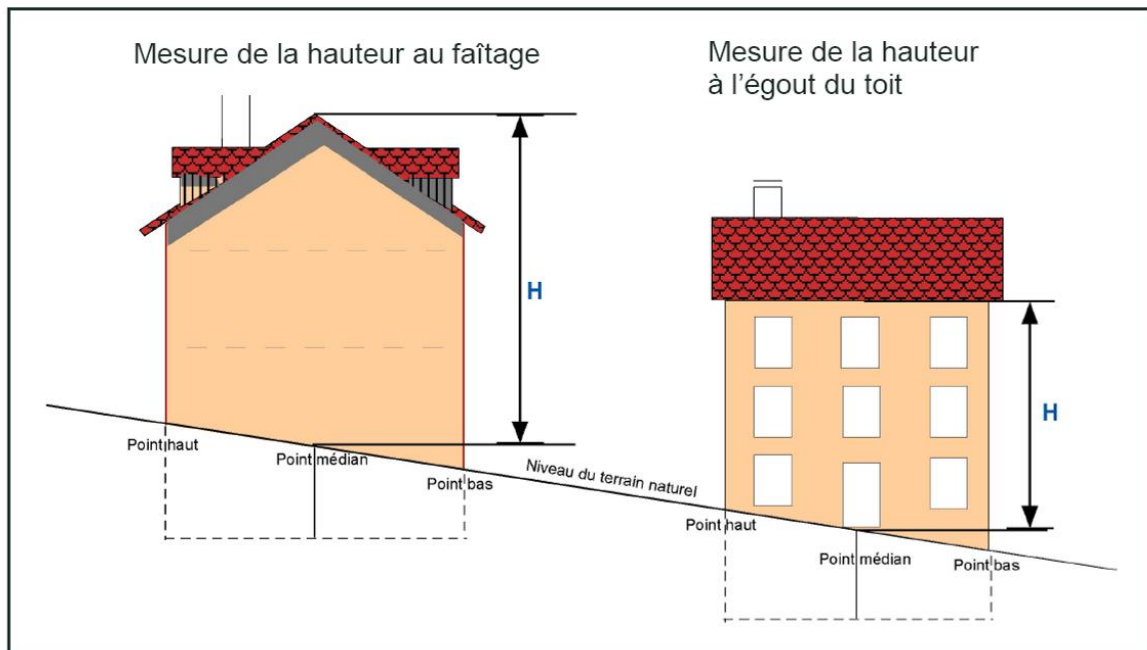 Mesure de la hauteur au faîtage
Mesure de la hauteur
à l'égout du toit
H
H
Point haut
Point médian
Point bas
Niveau du terrain naturel
Point haut
Point médian
Point bas